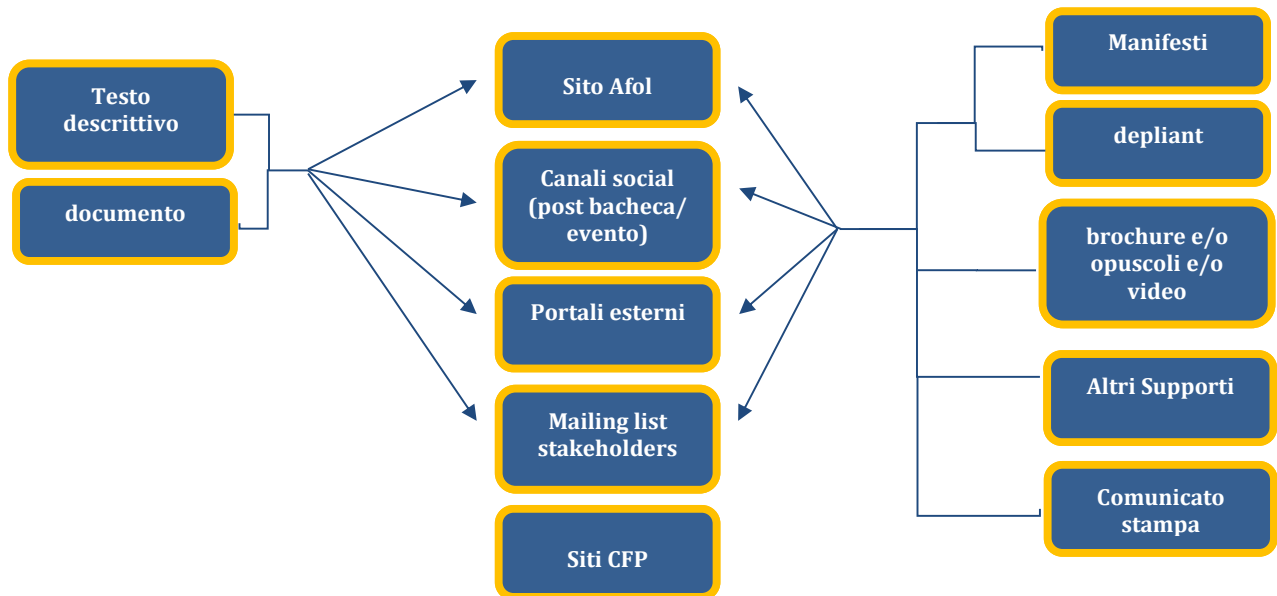 Testo
descrittivo
documento
Sito Afol
Canali social
(post bacheca/
evento)
Portali esterni
Mailing list
stakeholders
Siti CFP
Manifesti
depliant
brochure e/o
opuscoli e/o
video
Altri Supporti
Comunicato
stampa